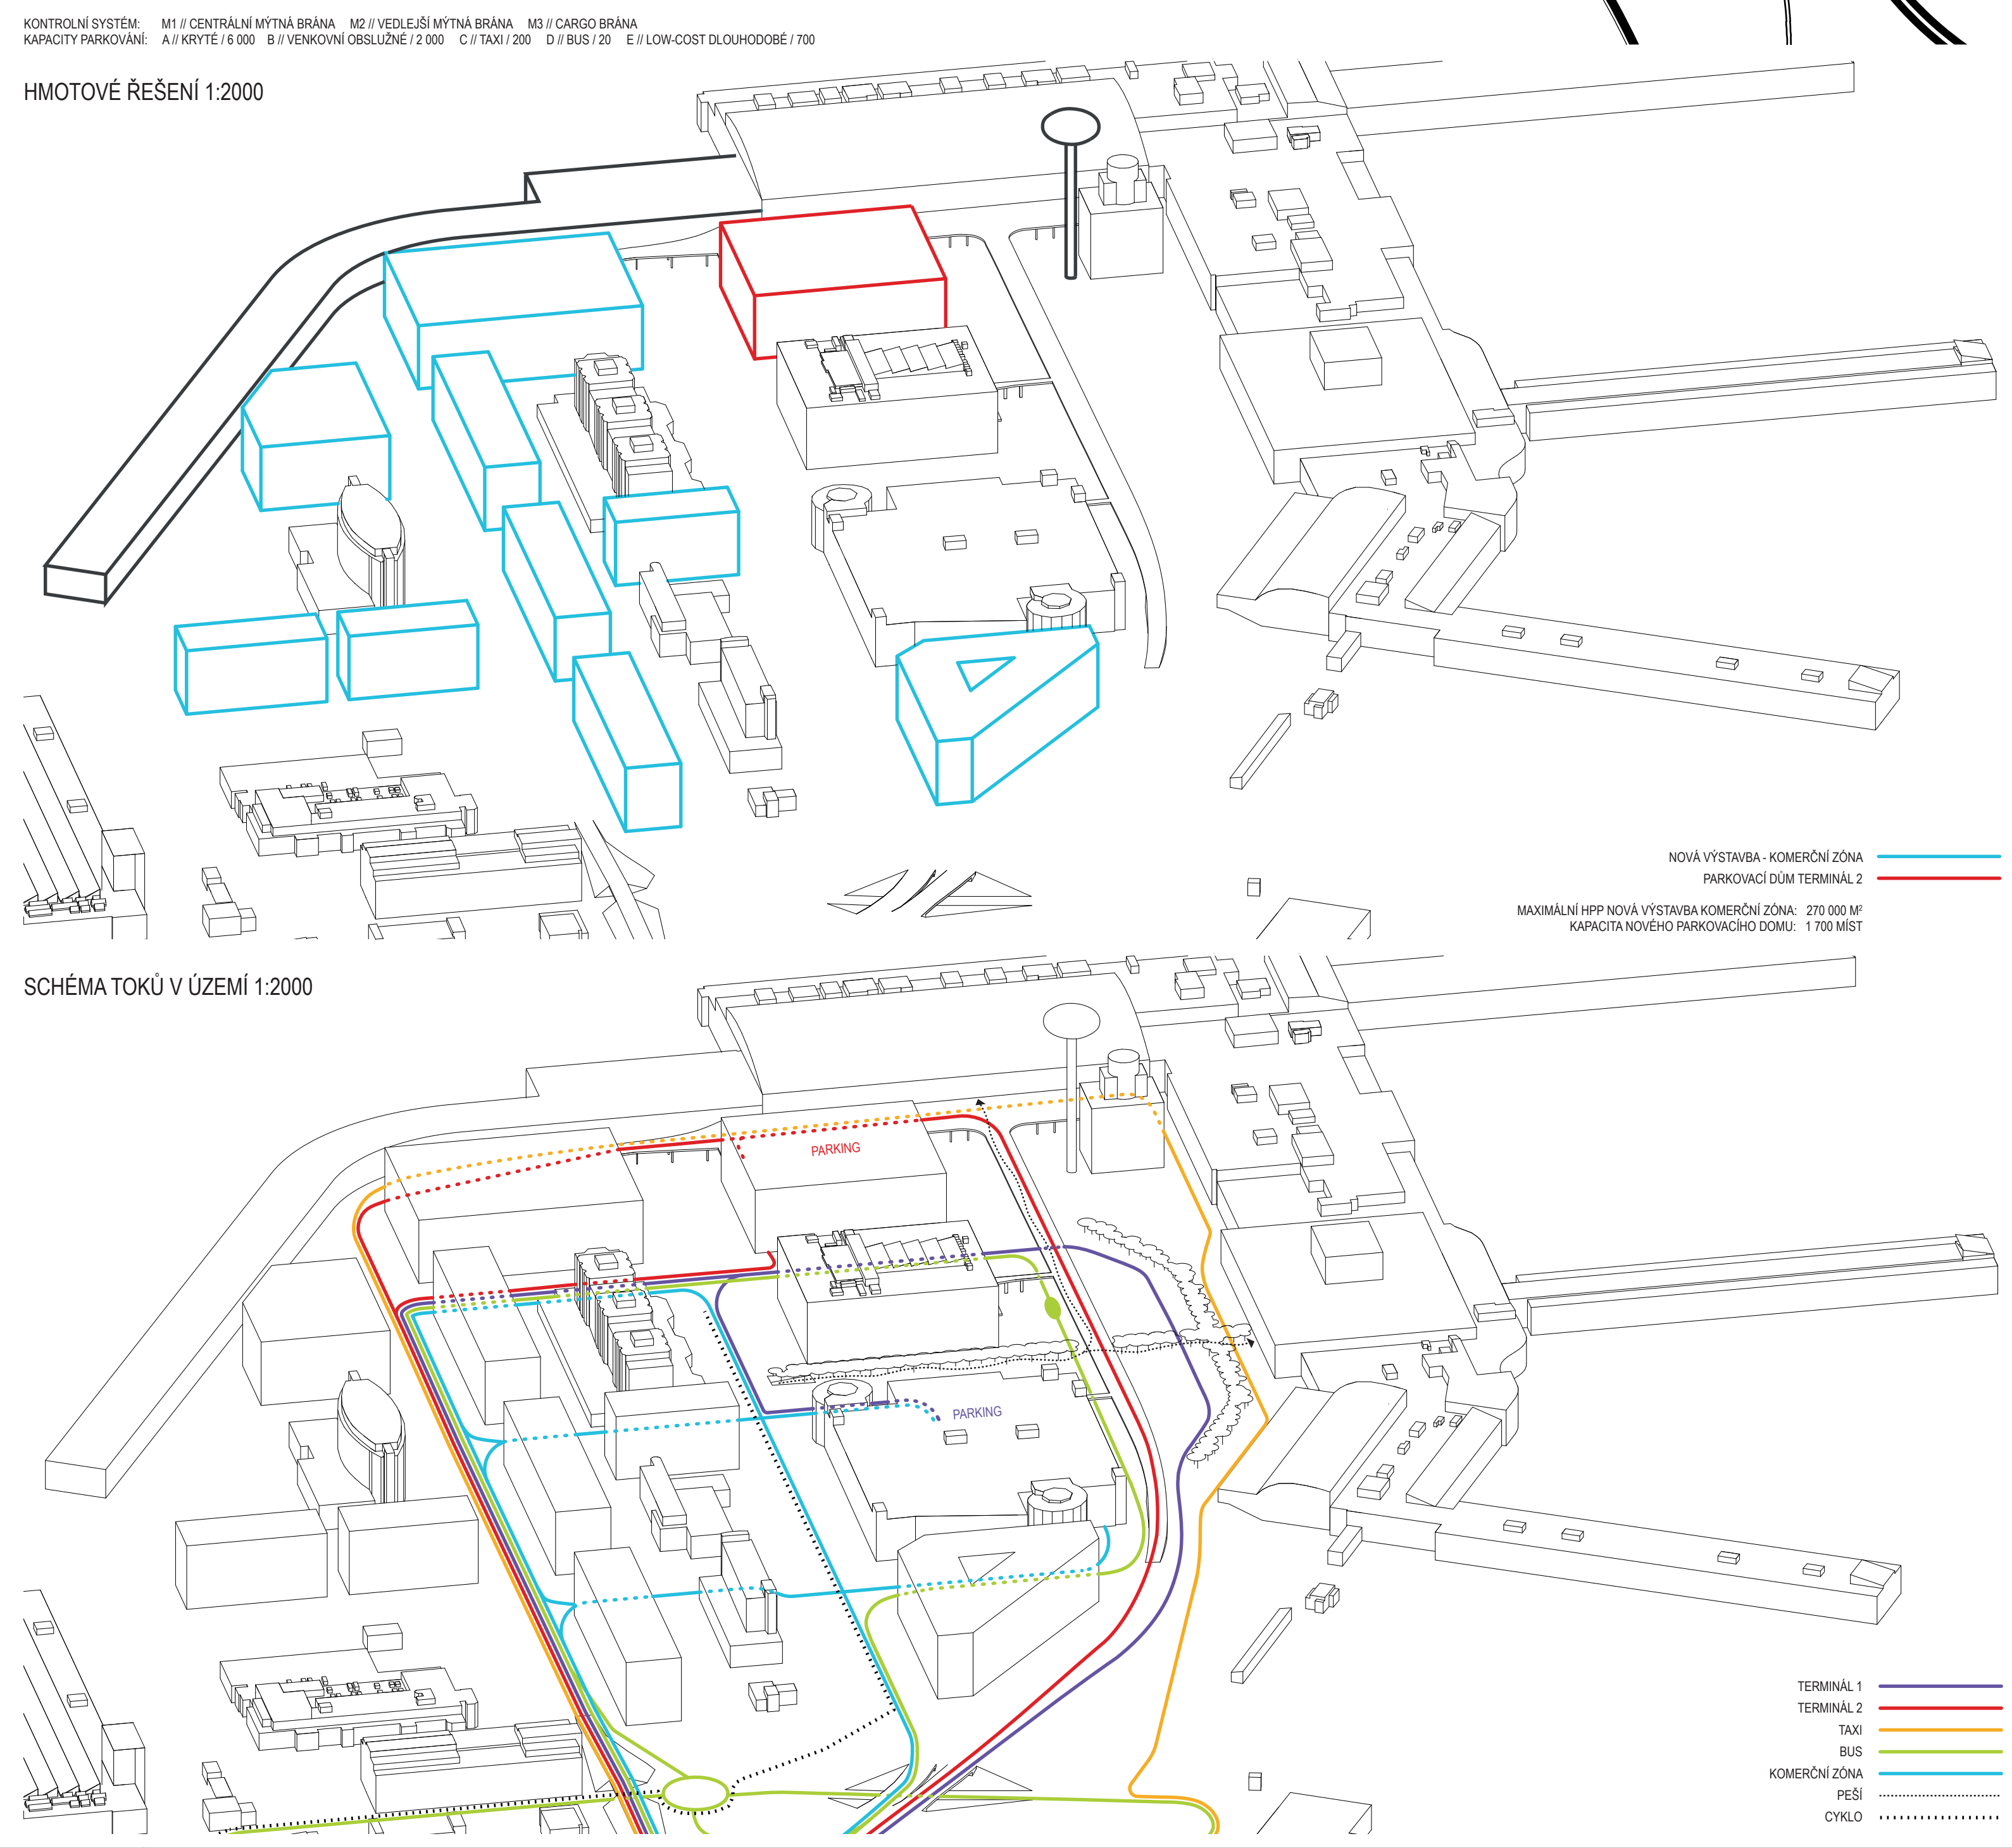 KONTROLNÍ SYSTÉM: M1 // CENTRÁLNÍ MÝTNÁ BRÁNA M2 // VEDLEJŠÍ MÝTNÁ BRÁNA M3 // CARGO BRÁNA
KAPACITY PARKOVÁNÍ: A // KRYTÉ / 6 000 B // VENKOVNÍ OBSLUŽNÉ / 2 000 C // TAXI / 200 D // BUS / 20 E // LOW-COST DLOUHODOBÉ / 700
HMOTOVÉ ŘEŠENÍ 1:2000
NOVÁ VÝSTAVBA - KOMERČNÍ ZÓNA
PARKOVACÍ DŮM TERMINÁL 2
MAXIMÁLNÍ HPP NOVÁ VÝSTAVBA KOMERČNÍ ZÓNA: 270 000 M²
KAPACITA NOVÉHO PARKOVACÍHO DOMU: 1 700 MÍST
SCHÉMA TOKŮ V ÚZEMÍ 1:2000
PARKING
PARKING
TERMINÁL 1
TERMINÁL 2
TAXI
BUS
KOMERČNÍ ZÓNA
PEŠÍ
CYKLO